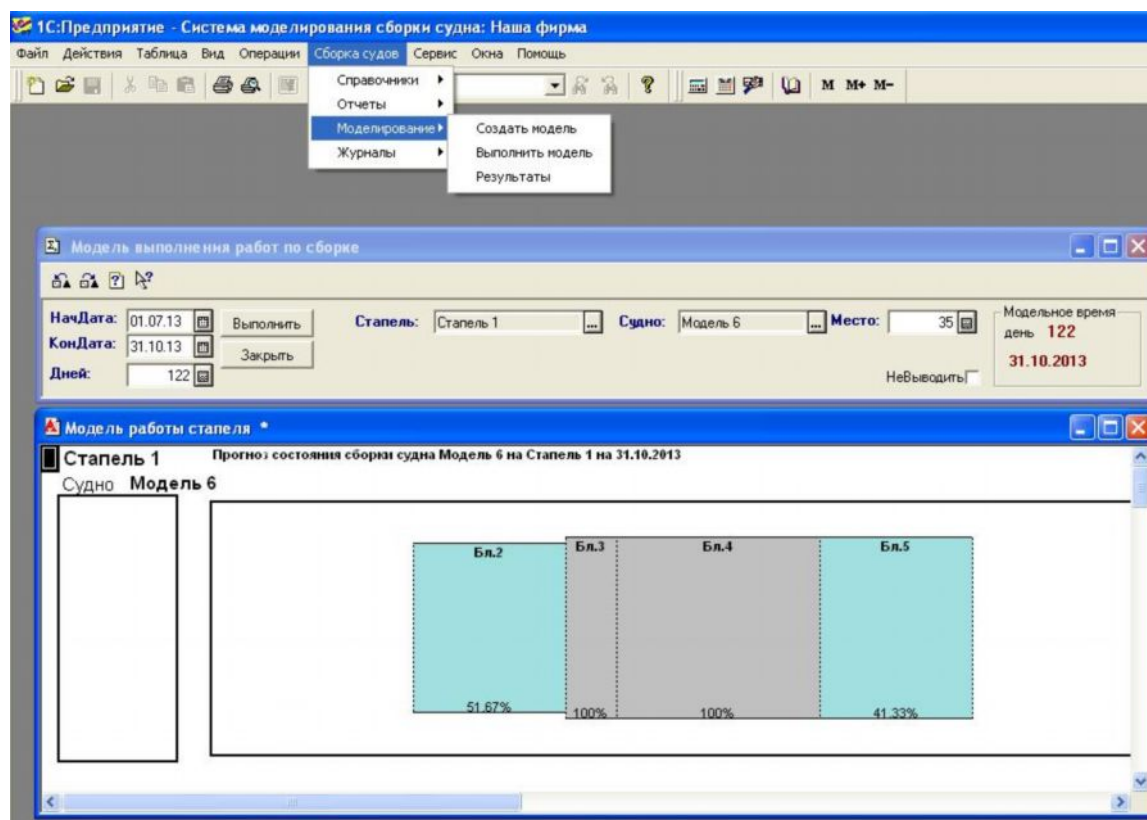 1С:Предприятие - Система моделирования сборки судна: Наша фирма
Файл Действия Таблица Вид Операции Сборка судов Сервис Окна Помощь
М М+ М-
Справочники
Отчеты
Моделирование
Журналы
Создать модель
Выполнить модель
Результаты
Модель выполнения работ по сборке
НачДата: 01.07.13 Выполнить Стапель: Стапель 1 ... Судно: Модель 6 ... Место: 35
КонДата: 31.10.13 Закрыть
Дней: 122 НеВыводить
Модельное время
день 122
31.10.2013
Модель работы стапеля *
Стапель 1 Прогноз состояния сборки судна Модель 6 на Стапель 1 на 31.10.2013
Судно Модель 6
Бл.2 Бл.3 Бл.4 Бл.5
51.67% 100% 100% 41.33%